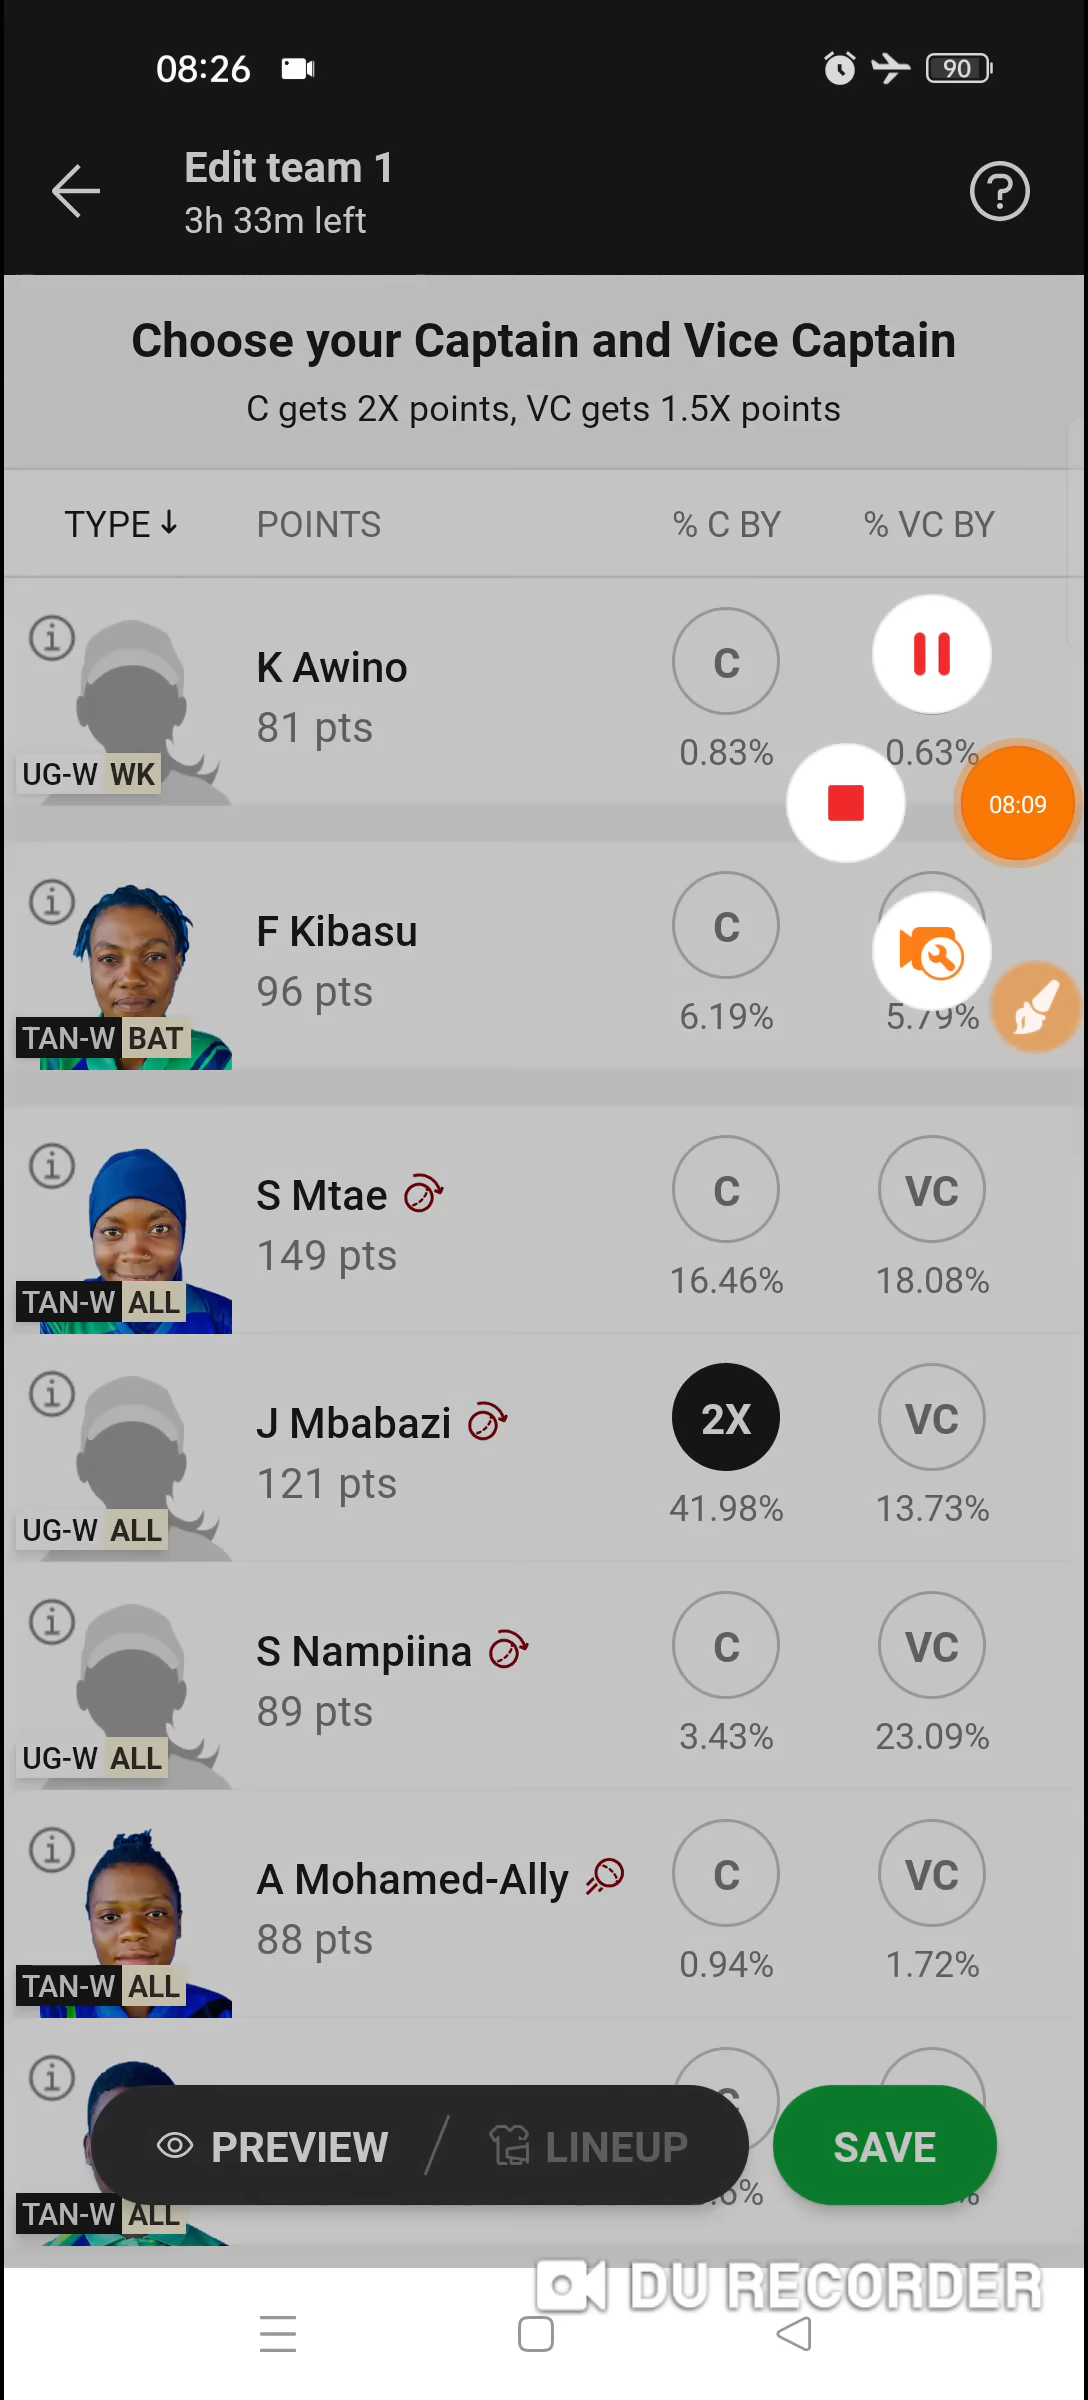 08:26
90
Edit team 1
3h 33m left
Choose your Captain and Vice Captain
C gets 2X points, VC gets 1.5X points
TYPE↓ POINTS % C BY % VC BY
K Awino
81 pts
C
0.83% 0.63%
UG-W WK
08:09
F Kibasu
96 pts
C
6.19% 5.79%
TAN-W BAT
S Mtae
149 pts
C VC
16.46% 18.08%
TAN-W ALL
J Mbabazi
121 pts
2X VC
41.98% 13.73%
UG-W ALL
S Nampiina
89 pts
C VC
3.43% 23.09%
UG-W ALL
A Mohamed-Ally
88 pts
C VC
0.94% 1.72%
TAN-W ALL
PREVIEW / LINEUP SAVE
TAN-W ALL
DU RECORDER